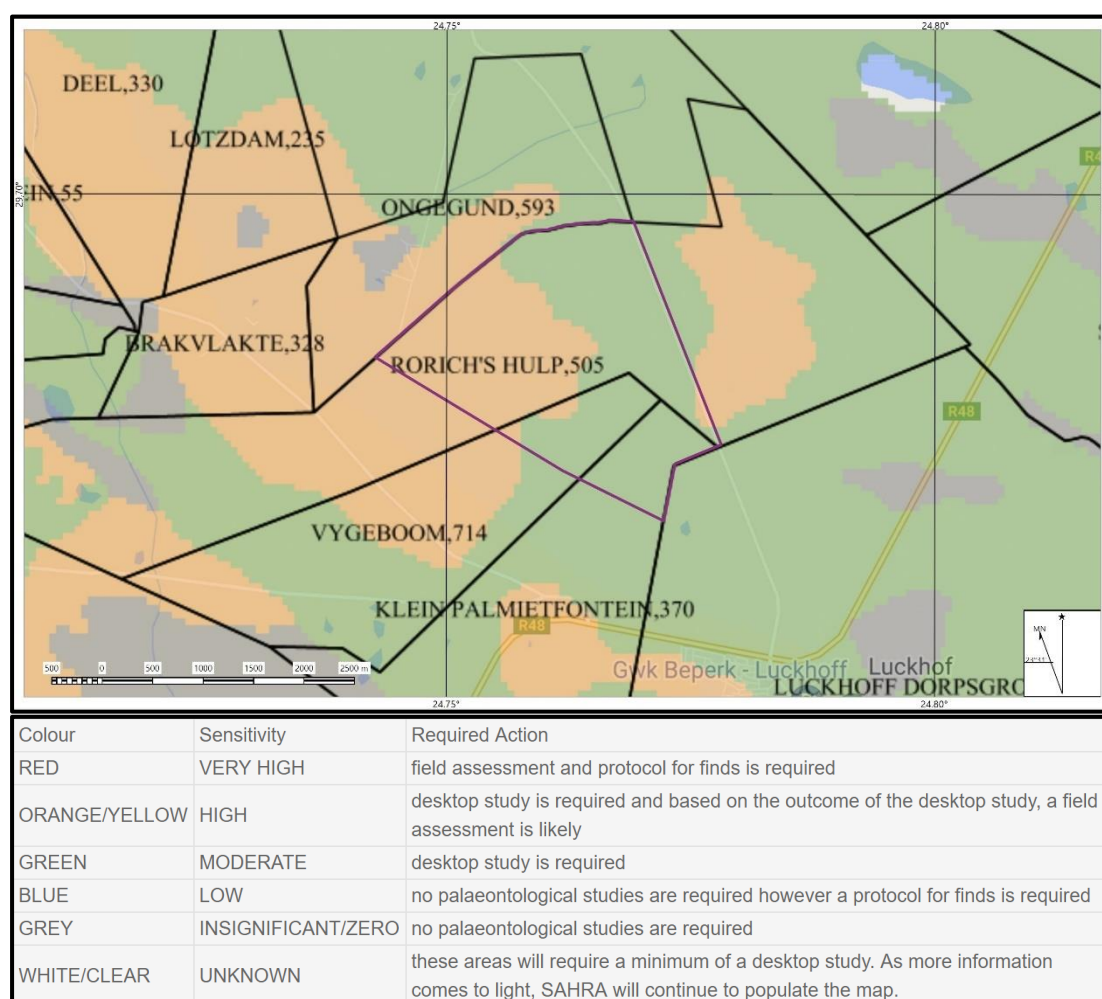 24.75° 24.80°
DEEL,330
LOTZDAM,235
R4
EIN,55
29.70°
ONGEGUND,593
BRAKVLAKTE,328
RORICH'S HULP,505
S
R48
VYGEBOOM,714
KLEIN PALMIETFONTEIN,370
R48
MN
23°31'
Gwk Beperk - Luckhoff Luckhof
LUCKHOFF DORPSGRO
500 0 500 1000 1500 2000 2500 m
24.75° 24.80°
Colour Sensitivity Required Action
RED VERY HIGH field assessment and protocol for finds is required
ORANGE/YELLOW HIGH desktop study is required and based on the outcome of the desktop study, a field
assessment is likely
GREEN MODERATE desktop study is required
BLUE LOW no palaeontological studies are required however a protocol for finds is required
GREY INSIGNIFICANT/ZERO no palaeontological studies are required
WHITE/CLEAR UNKNOWN these areas will require a minimum of a desktop study. As more information
comes to light, SAHRA will continue to populate the map.